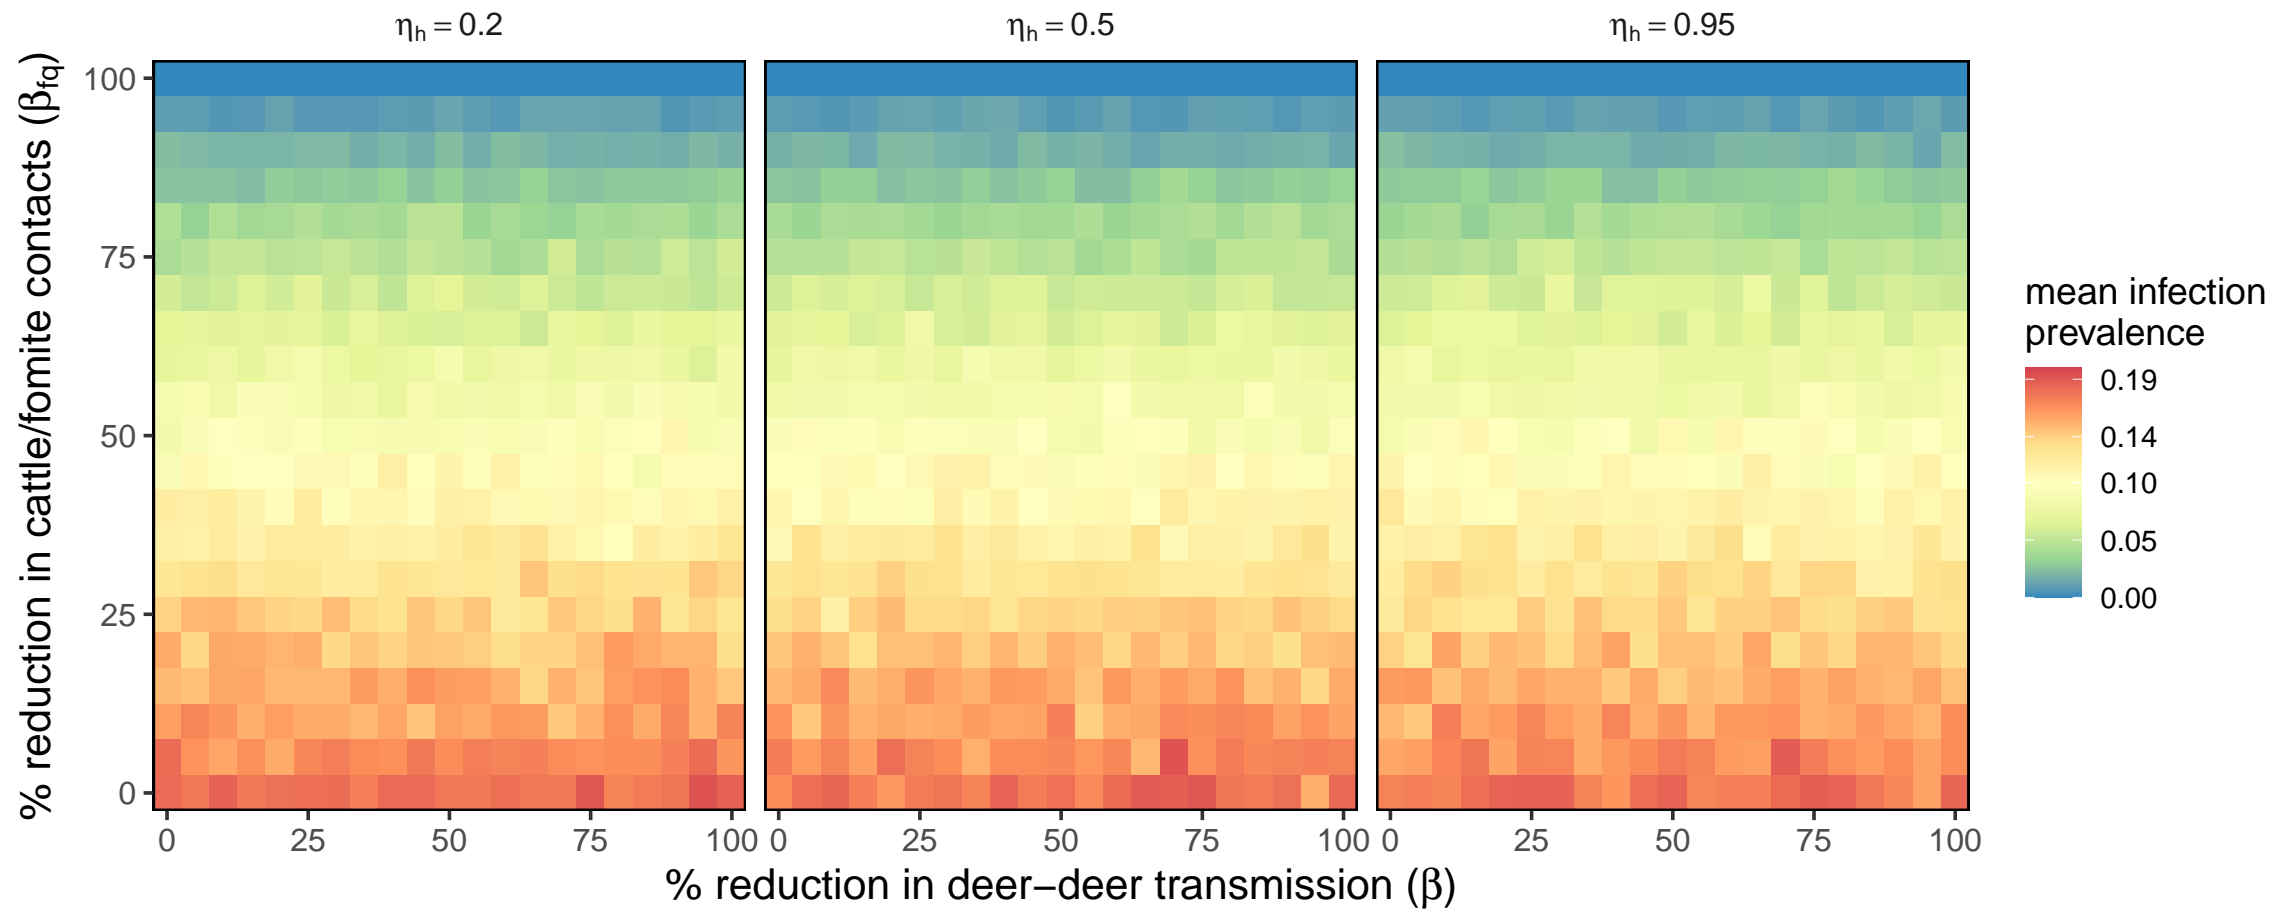 ηh = 0.2
ηh = 0.5
ηh = 0.95
% reduction in cattle/fomite contacts (βfq)
100
75
50
25
0
0 25 50 75 100
0 25 50 75 100
0 25 50 75 100
% reduction in deer−deer transmission (β)
mean infection
prevalence
0.19
0.14
0.10
0.05
0.00